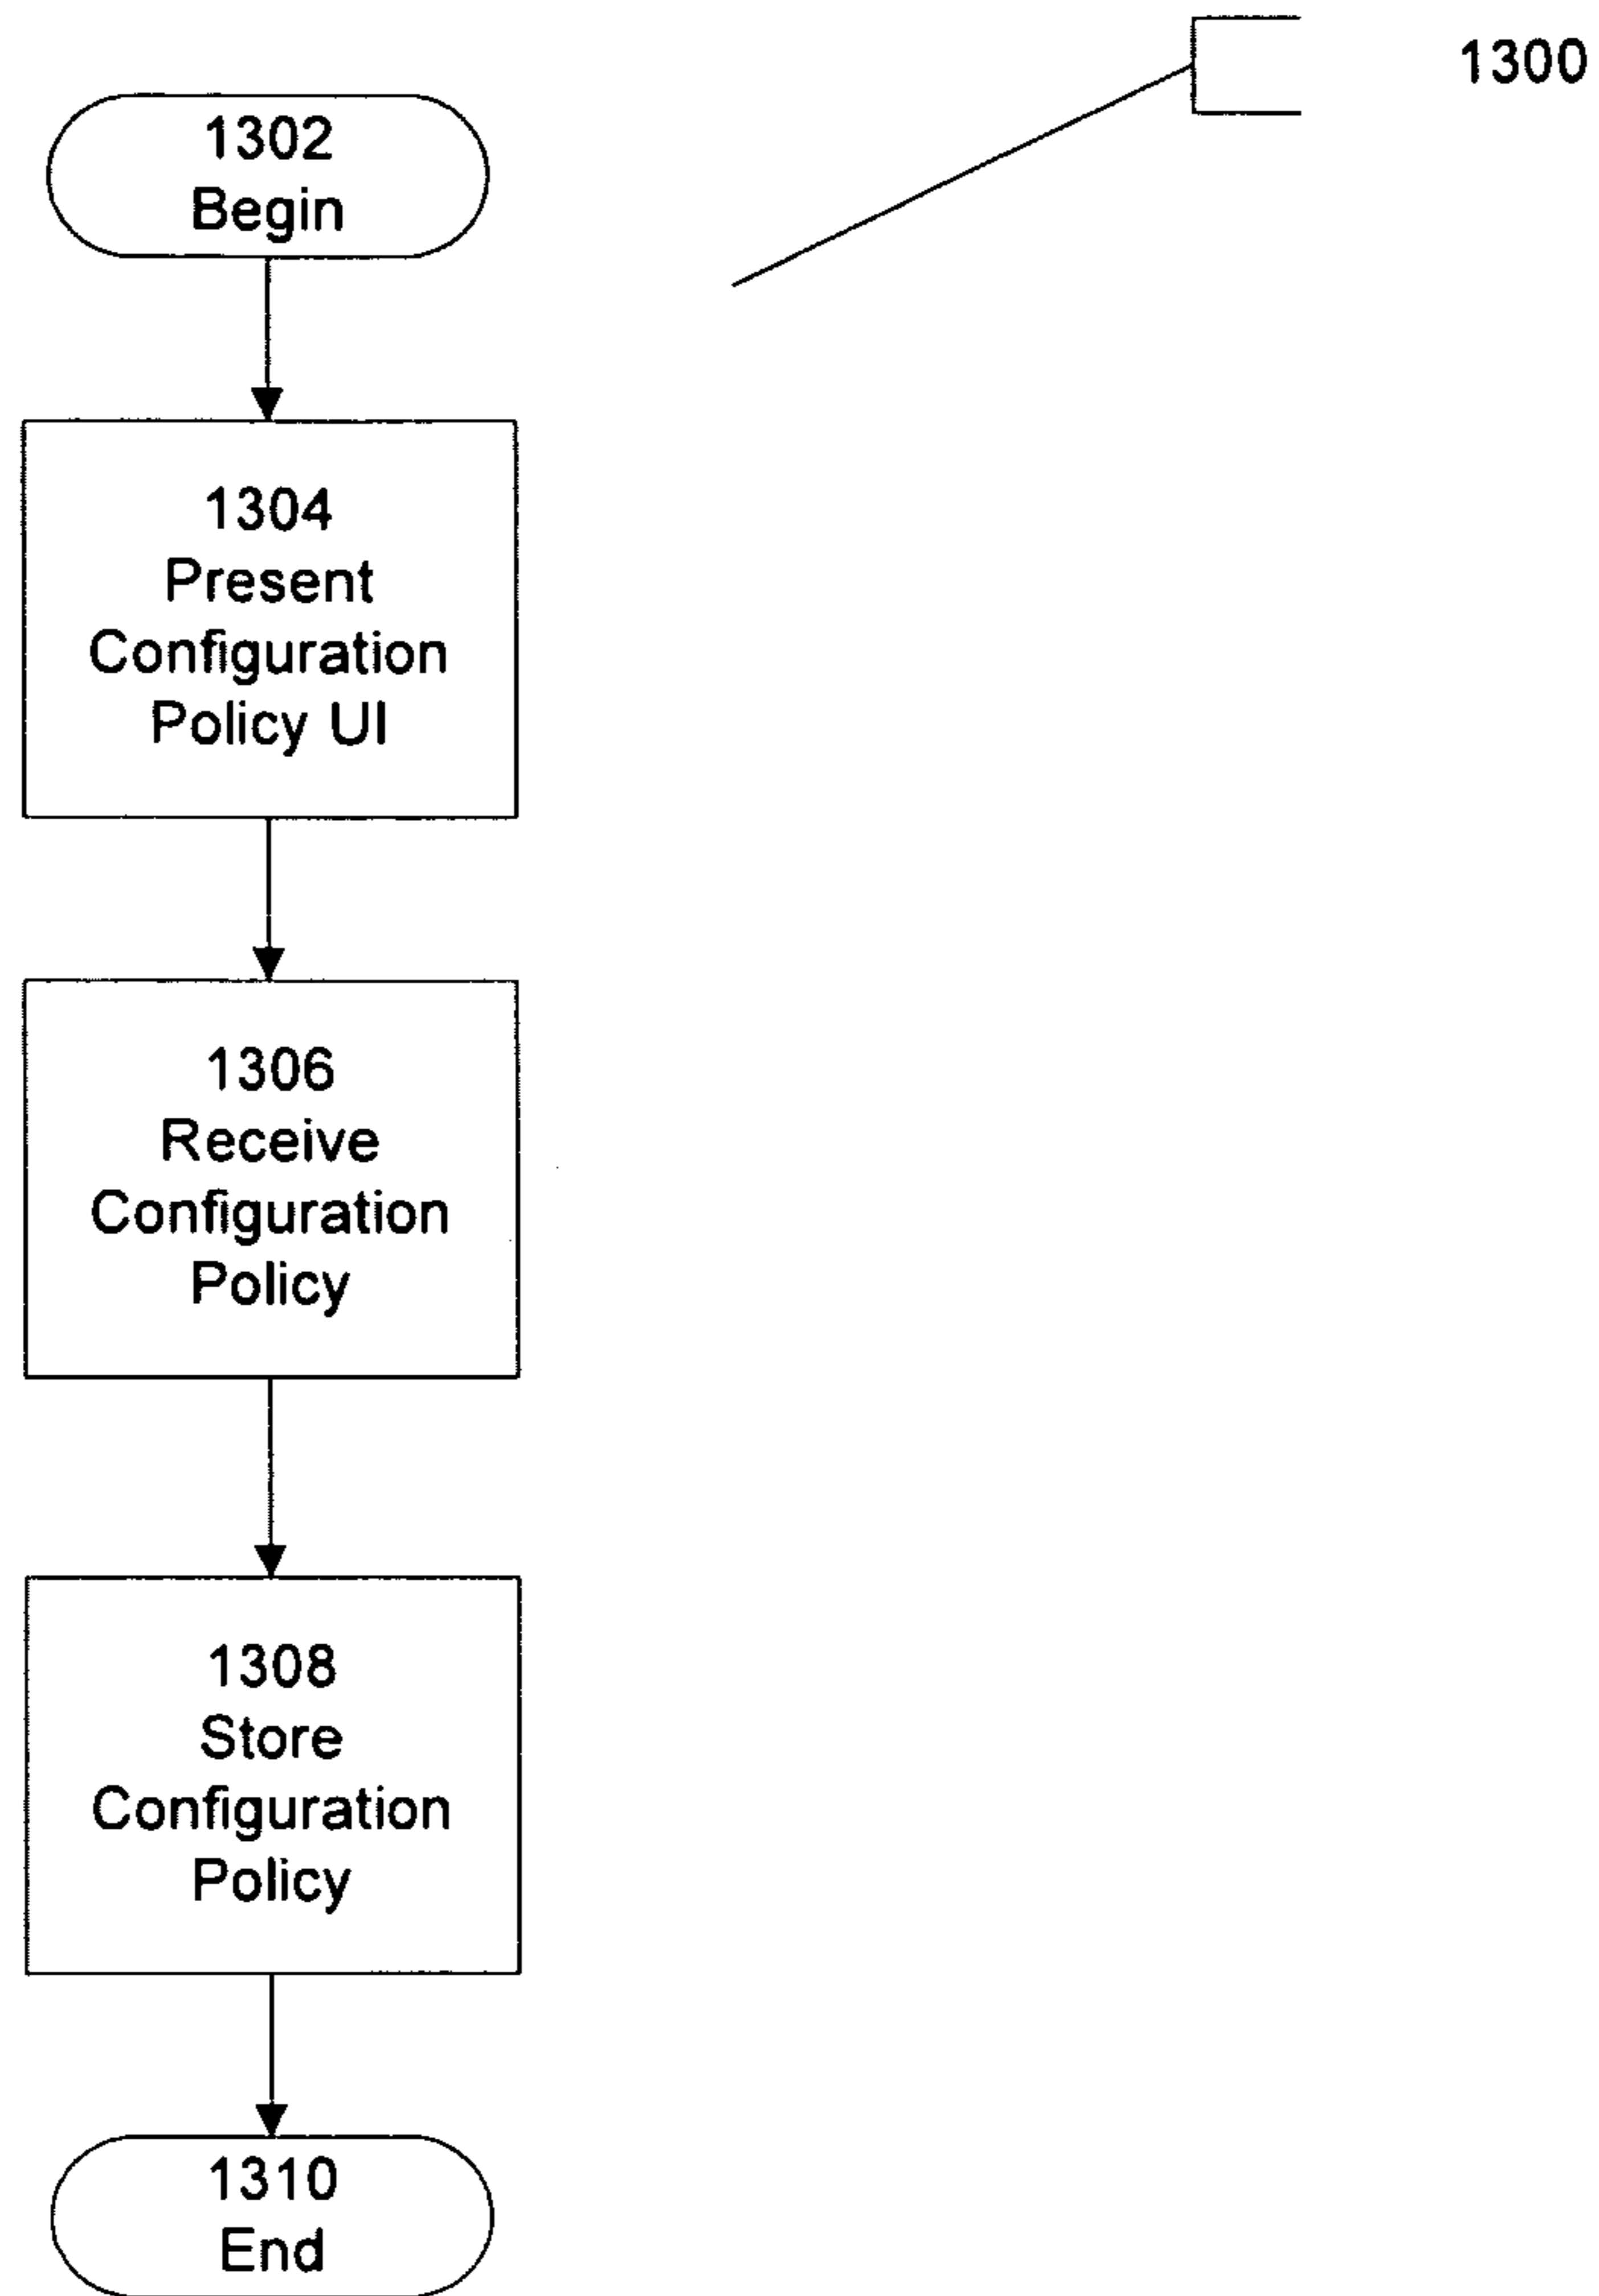 1300
1302
Begin
1304
Present
Configuration
Policy UI
1306
Receive
Configuration
Policy
1308
Store
Configuration
Policy
1310
End